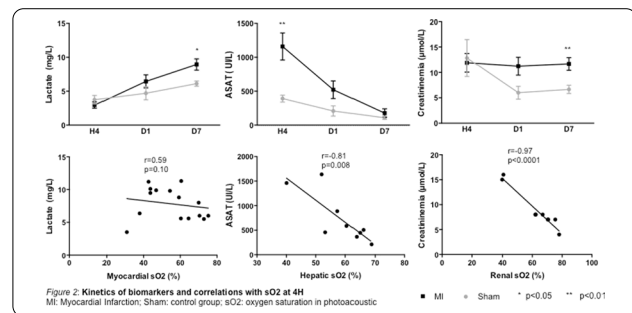 Lactate (mg/L)
15
10
5
0
H4 D1 D7
*
ASAT (UI/L)
1500
1000
500
0
H4 D1 D7
**
Creatininemia (µmol/L)
20
15
10
5
0
H4 D1 D7
**
Lactate (mg/L)
20
15
10
5
0
r=0.59
p=0.10
30 40 50 60 70 80
Myocardial sO2 (%)
ASAT (UI/L)
2000
1500
1000
500
0
r=-0.81
p=0.008
30 40 50 60 70 80
Hepatic sO2 (%)
Creatininemia (µmol/L)
20
15
10
5
0
r=-0.97
p<0.0001
0 20 40 60 80 100
Renal sO2 (%)
Figure 2: Kinetics of biomarkers and correlations with sO2 at 4H
MI: Myocardial Infarction; Sham: control group; sO2: oxygen saturation in photoacoustic
MI Sham * p<0.05 ** p<0.01